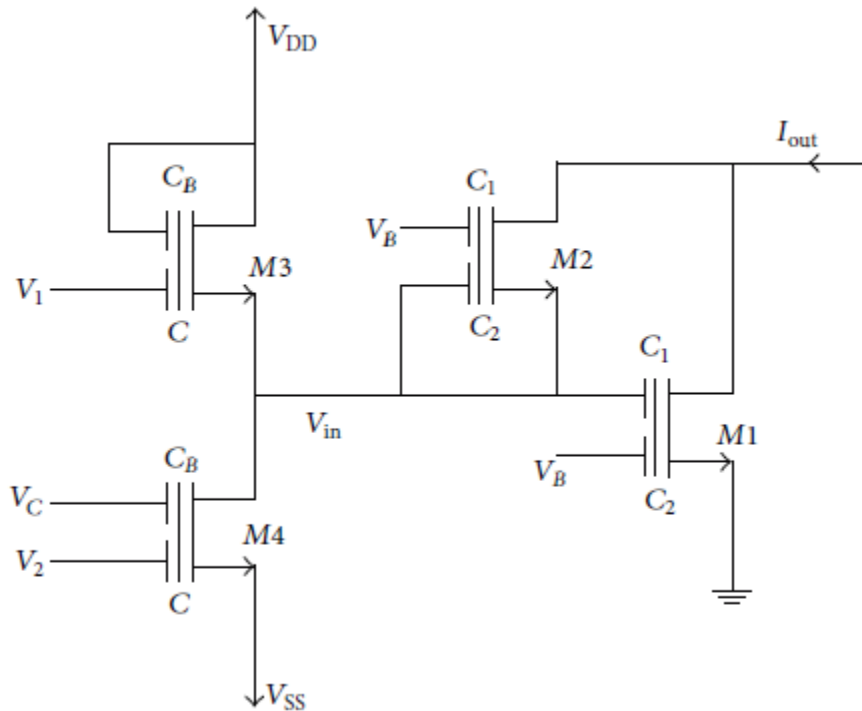 V_DD
I_out
C_B
C_1
V_B
M3
M2
V_1
C
C_2
C_1
V_in
M1
C_B
V_B
V_C
C_2
M4
V_2
C
V_SS